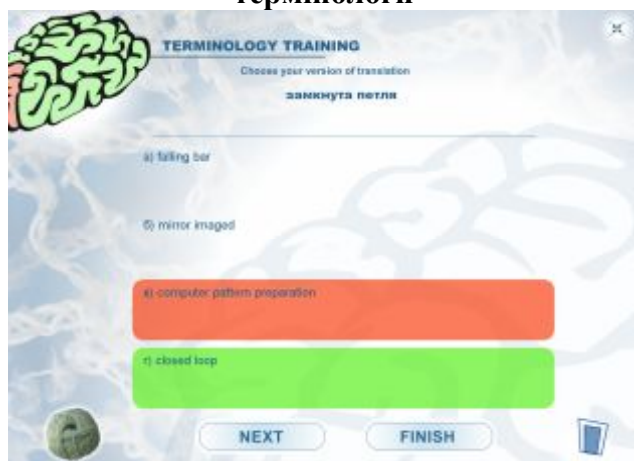 термінології
TERMINOLOGY TRAINING
Choose your version of translation
замкнута петля
а) falling bar
б) mirror imaged
в) computer pattern preparation
г) closed loop
NEXT
FINISH